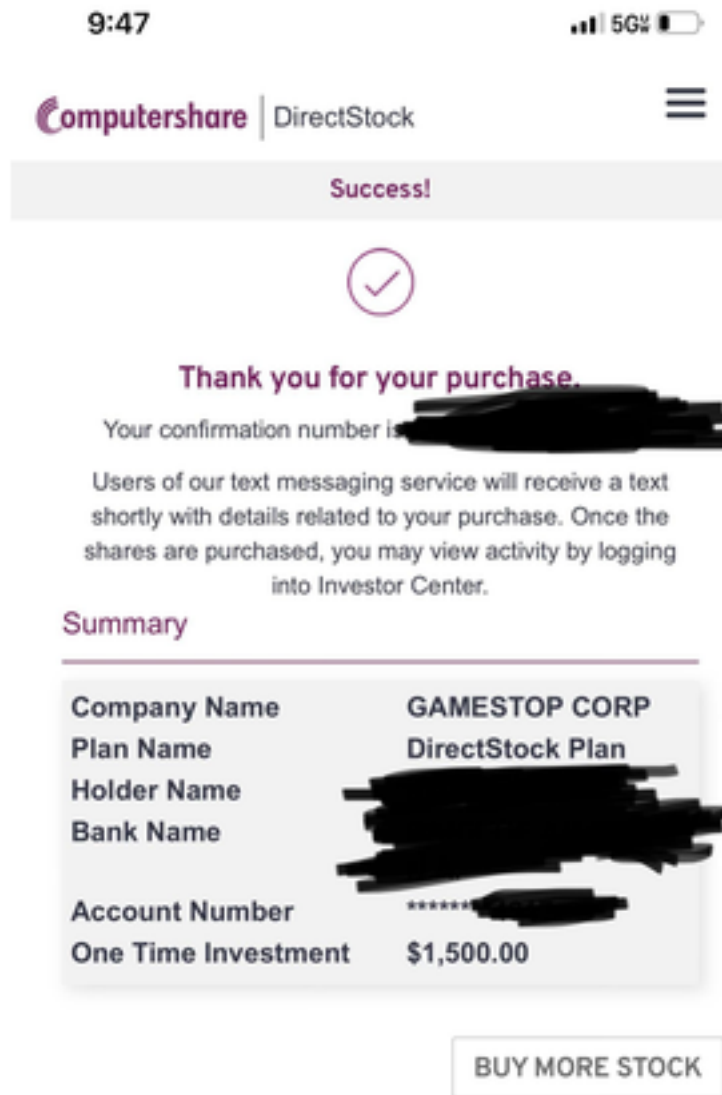 9:47 5G
Computershare | DirectStock
Success!
Thank you for your purchase.
Your confirmation number is
Users of our text messaging service will receive a text
shortly with details related to your purchase. Once the
shares are purchased, you may view activity by logging
into Investor Center.
Summary
Company Name GAMESTOP CORP
Plan Name DirectStock Plan
Holder Name
Bank Name
Account Number ******
One Time Investment $1,500.00
BUY MORE STOCK